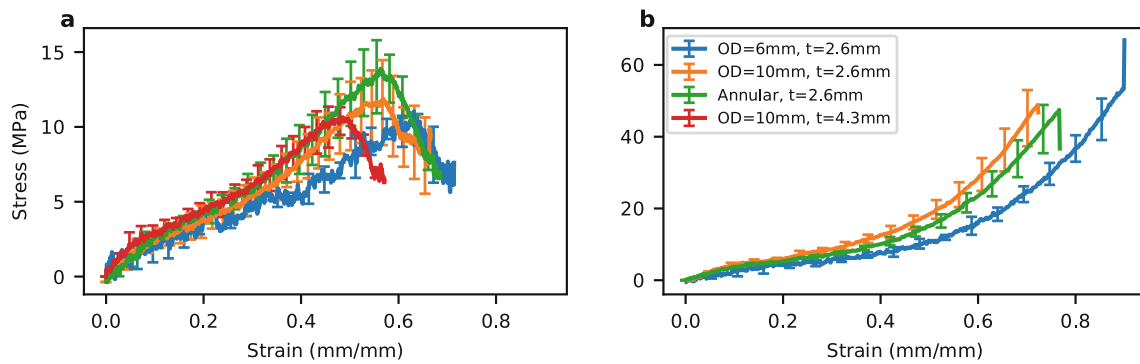 a
15
10
5
0
Stress (MPa)
0.0 0.2 0.4 0.6 0.8
Strain (mm/mm)
b
60
40
20
0
OD=6mm, t=2.6mm
OD=10mm, t=2.6mm
Annular, t=2.6mm
OD=10mm, t=4.3mm
0.0 0.2 0.4 0.6 0.8
Strain (mm/mm)